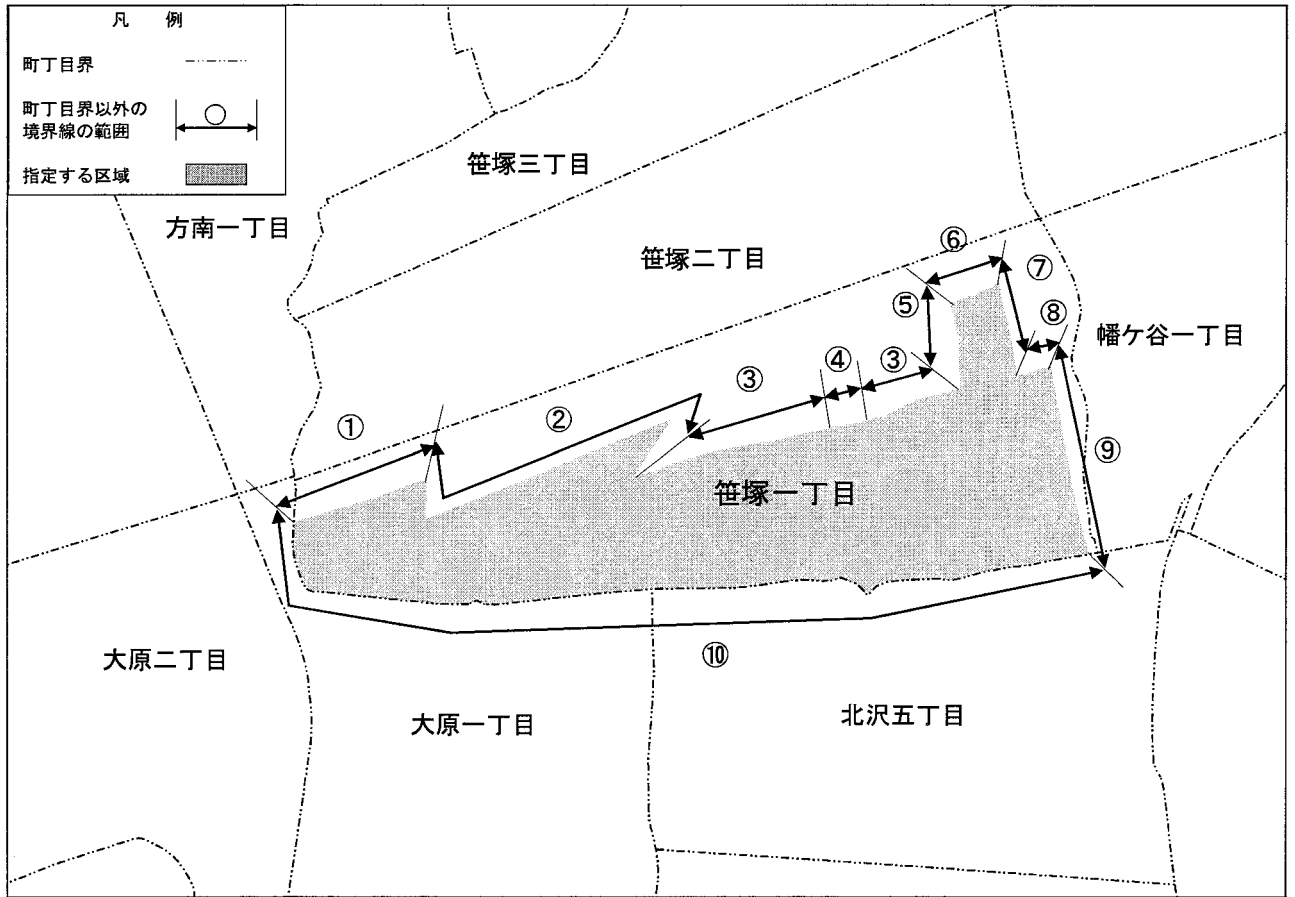 凡 例
町丁目界
町丁目界以外の
境界線の範囲
指定する区域
笹塚三丁目
方南一丁目
笹塚二丁目
⑥
⑦
⑤
⑧
幡ケ谷一丁目
③
④
③
①
②
⑨
笹塚一丁目
⑩
大原二丁目
大原一丁目
北沢五丁目